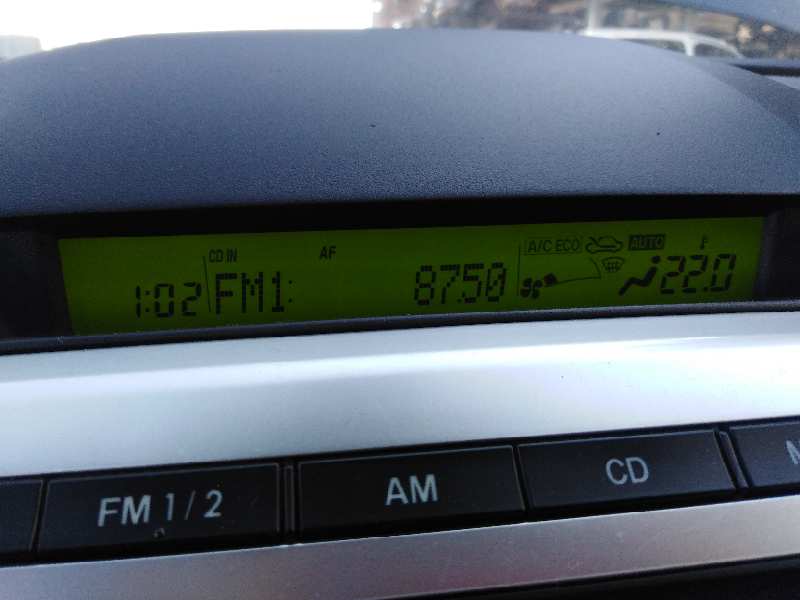 CD IN AF A/C ECO AUTO
1:02 FM1: 87.50 22.0
FM 1/2 AM CD